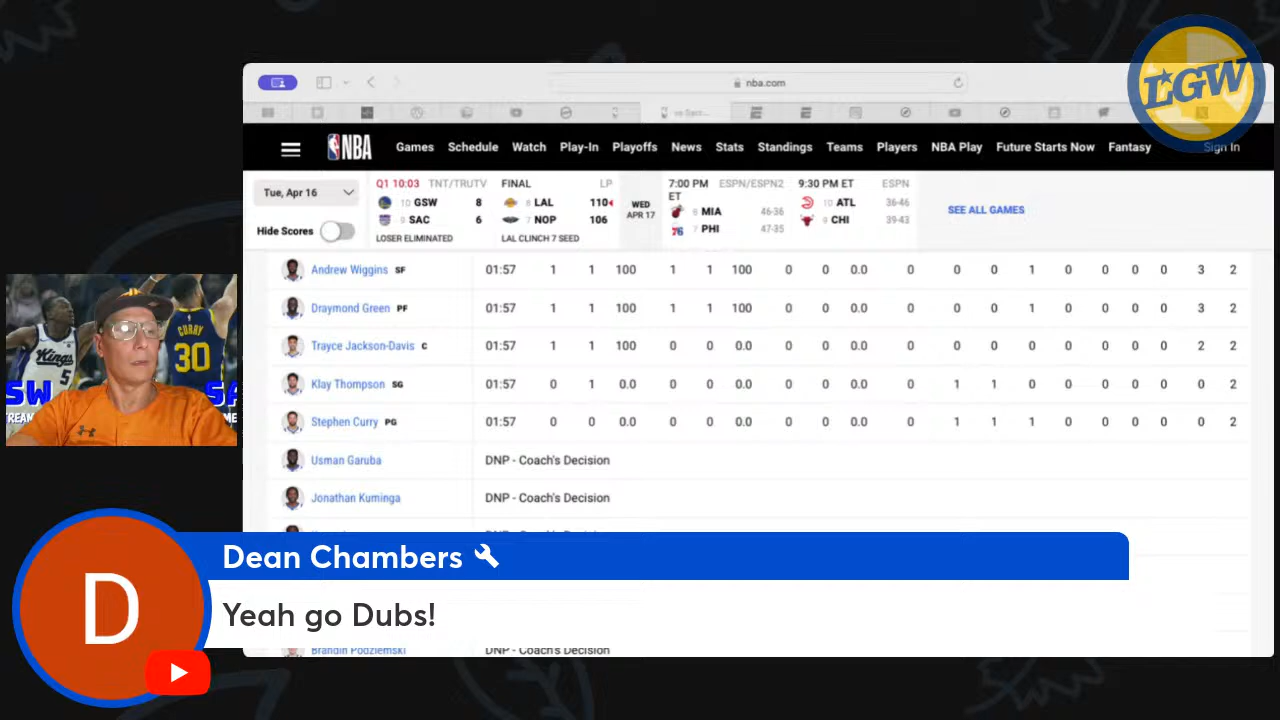 nba.com
LGW
NBA Games Schedule Watch Play-In Playoffs News Stats Standings Teams Players NBA Play Future Starts Now Fantasy Sign In
Tue, Apr 16
Hide Scores
Q1 10:03 TNT/TRUTV
10 GSW 8
9 SAC 6
LOSER ELIMINATED
FINAL LP
8 LAL 110
7 NOP 106
LAL CLINCH 7 SEED
WED
APR 17
7:00 PM ET ESPN/ESPN2
8 MIA 46-36
7 PHI 47-35
9:30 PM ET ESPN
10 ATL 36-46
9 CHI 39-43
SEE ALL GAMES
Andrew Wiggins SF 01:57 1 1 100 1 1 100 0 0 0.0 0 0 0 1 0 0 0 0 3 2
Draymond Green PF 01:57 1 1 100 1 1 100 0 0 0.0 0 0 0 1 0 0 0 0 3 2
Trayce Jackson-Davis C 01:57 1 1 100 0 0 0.0 0 0 0.0 0 0 0 0 0 0 0 0 2 2
Klay Thompson SG 01:57 0 1 0.0 0 0 0.0 0 0 0.0 0 1 1 0 0 0 0 0 0 2
Stephen Curry PG 01:57 0 0 0.0 0 0 0.0 0 0 0.0 0 1 1 1 0 0 0 0 0 2
Usman Garuba DNP - Coach's Decision
Jonathan Kuminga DNP - Coach's Decision
Brandin Podziemski DNP - Coach's Decision
Kings
5
CURRY
30
SW
D
Dean Chambers
Yeah go Dubs!